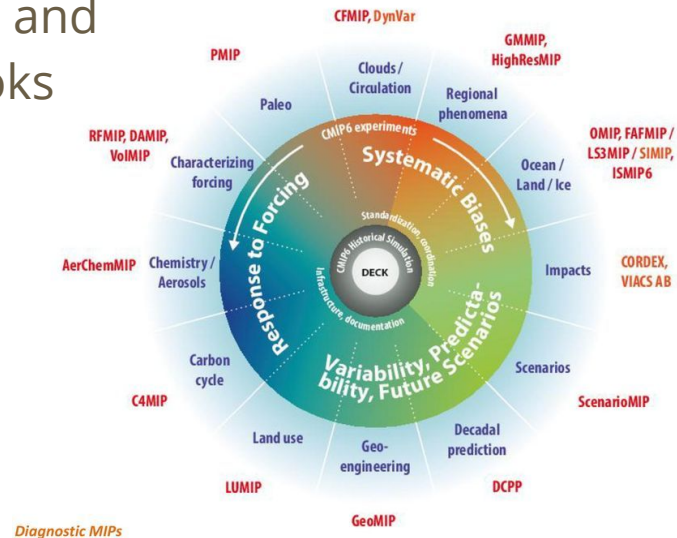 and
oks
CFMIP, DynVar
GMMIP,
HighResMIP
PMIP
Clouds /
Circulation
Regional
phenomena
Paleo
OMIP, FAFMIP /
LS3MIP / SIMIP,
ISMIP6
RFMIP, DAMIP,
VolMIP
CMIP6 experiments
Characterizing
forcing
Systematic Biases
Ocean /
Land / Ice
Standardization, coordination
Response to Forcing
CMIP6 Historical Simulation
DECK
AerChemMIP
Chemistry /
Aerosols
Impacts
CORDEX,
VIACS AB
Infrastructure, documentation
Variability, Predicta-
bility, Future Scenarios
Carbon
cycle
Scenarios
C4MIP
ScenarioMIP
Land use
Geo-
engineering
Decadal
prediction
LUMIP
DCPP
GeoMIP
Diagnostic MIPs